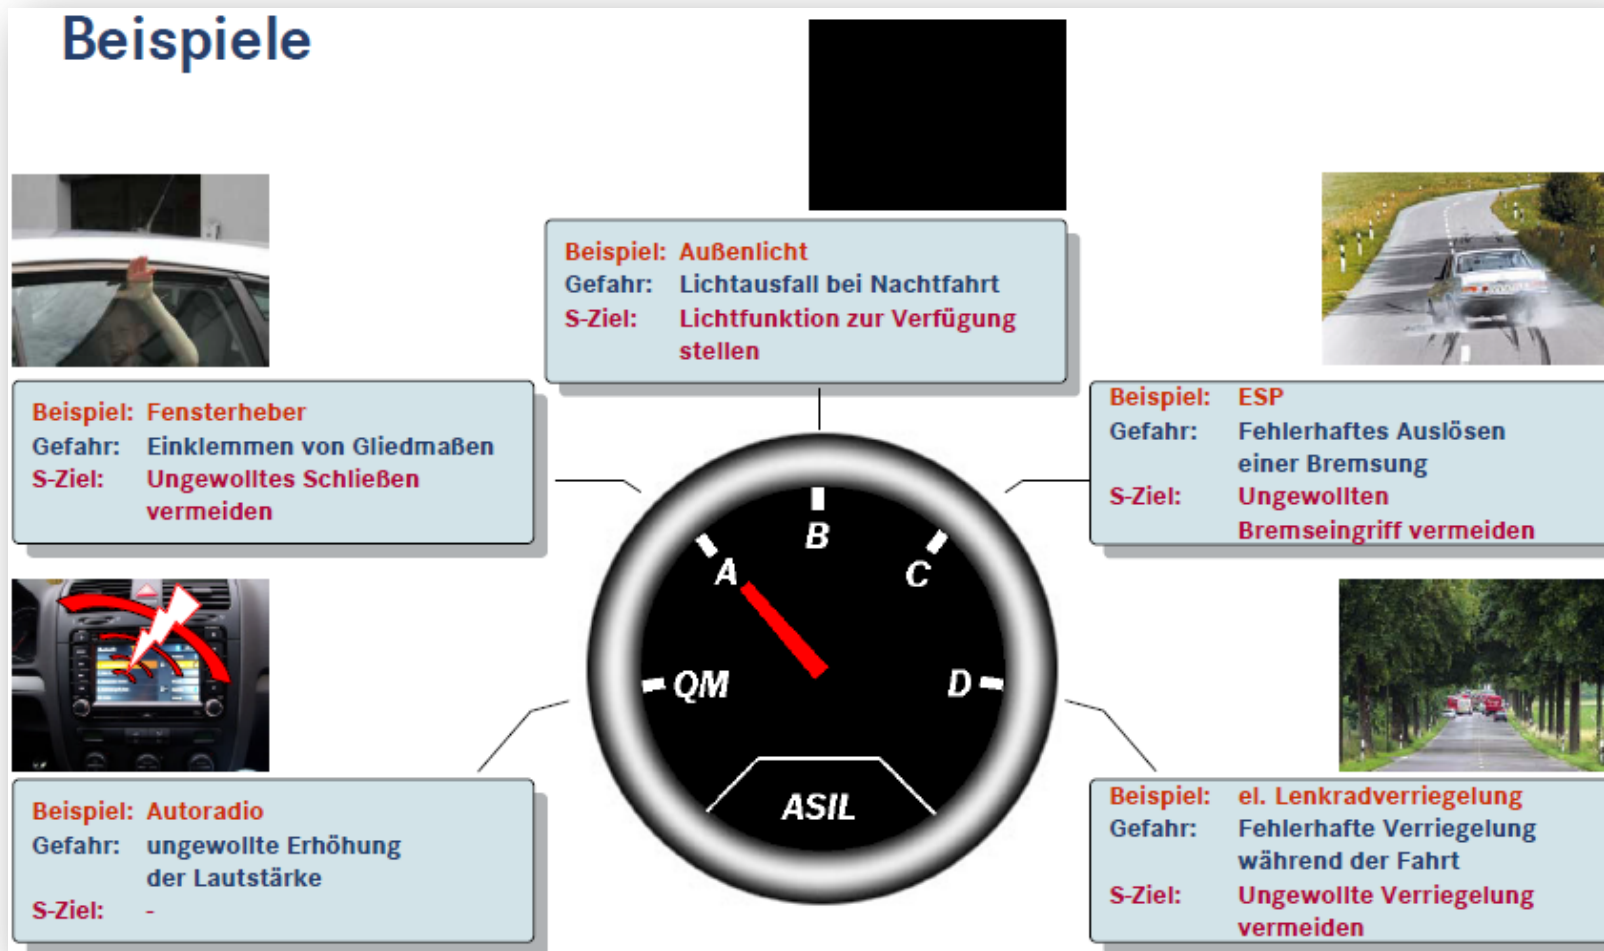 Beispiele
Beispiel: Außenlicht
Gefahr: Lichtausfall bei Nachtfahrt
S-Ziel: Lichtfunktion zur Verfügung
stellen
Beispiel: Fensterheber
Gefahr: Einklemmen von Gliedmaßen
S-Ziel: Ungewolltes Schließen
vermeiden
Beispiel: ESP
Gefahr: Fehlerhaftes Auslösen
einer Bremsung
S-Ziel: Ungewollten
Bremseingriff vermeiden
QM
A
B
C
D
ASIL
Beispiel: Autoradio
Gefahr: ungewollte Erhöhung
der Lautstärke
S-Ziel: -
Beispiel: el. Lenkradverriegelung
Gefahr: Fehlerhafte Verriegelung
während der Fahrt
S-Ziel: Ungewollte Verriegelung
vermeiden